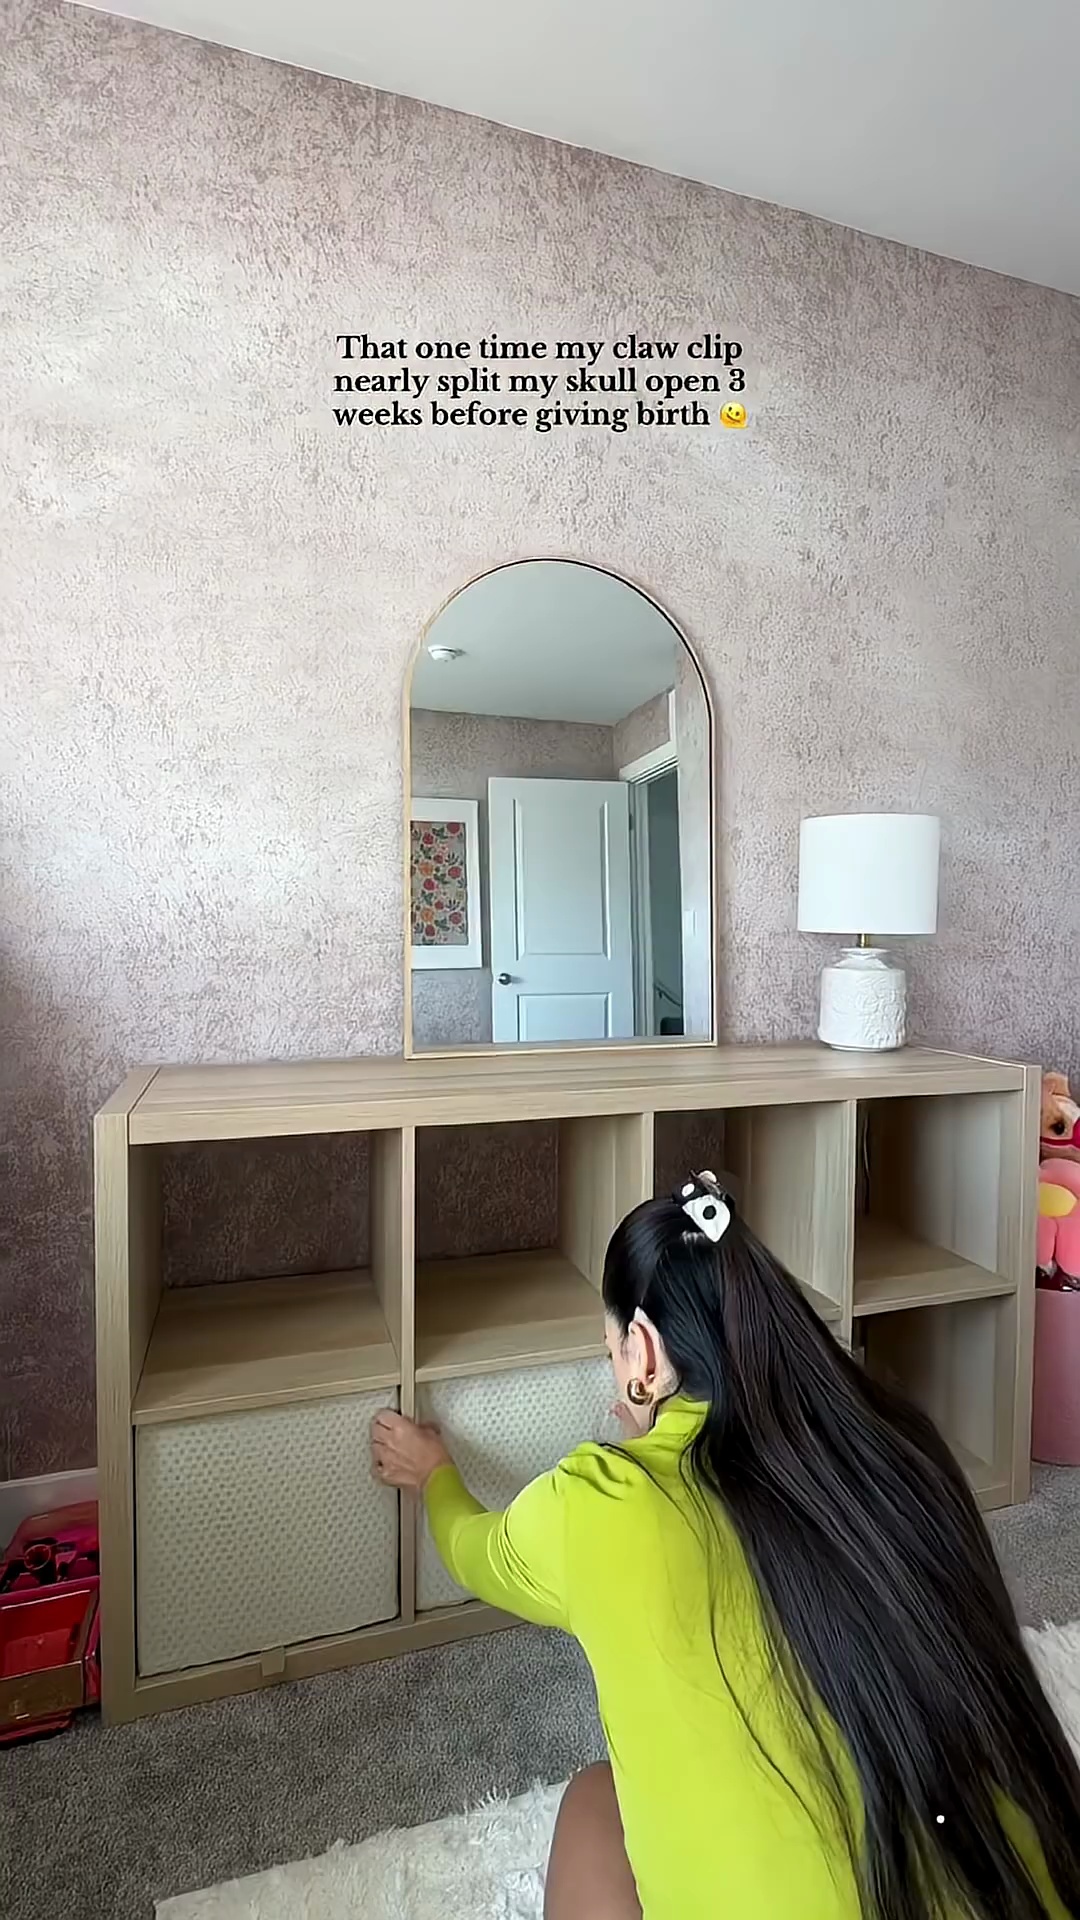 That one time my claw clip
nearly split my skull open 3
weeks before giving birth 🫠